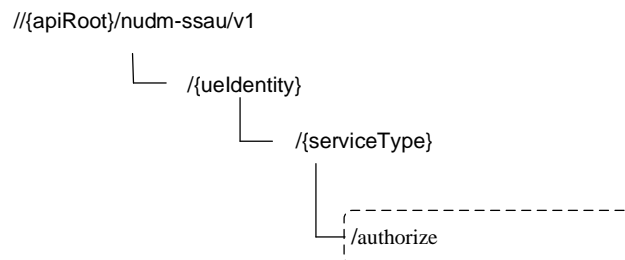 //{apiRoot}/nudm-ssau/v1
/{ueIdentity}
/{serviceType}
/authorize